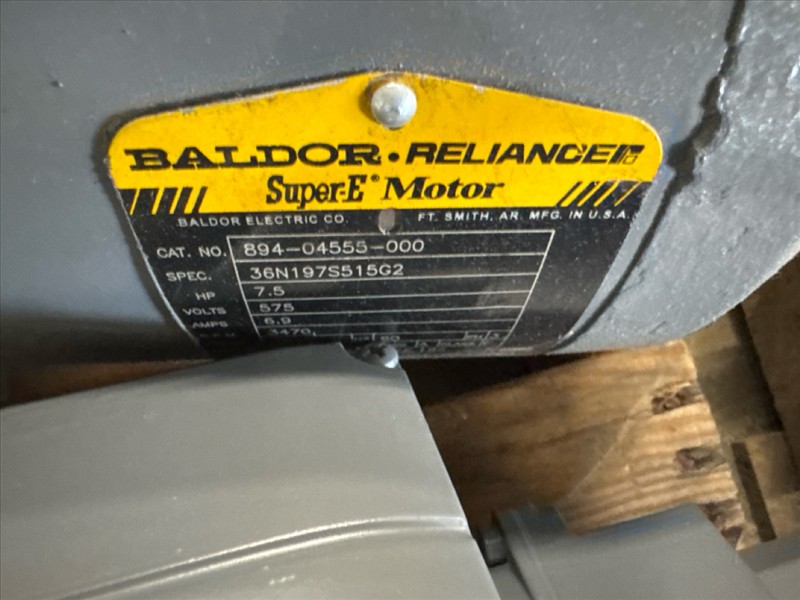 BALDOR • RELIANCE
Super-E® Motor
BALDOR ELECTRIC CO. FT. SMITH, AR. MFG. IN U.S.A.
CAT. NO. 894-04555-000
SPEC. 36N197S515G2
HP 7.5
VOLTS 575
AMPS 6.9
3470